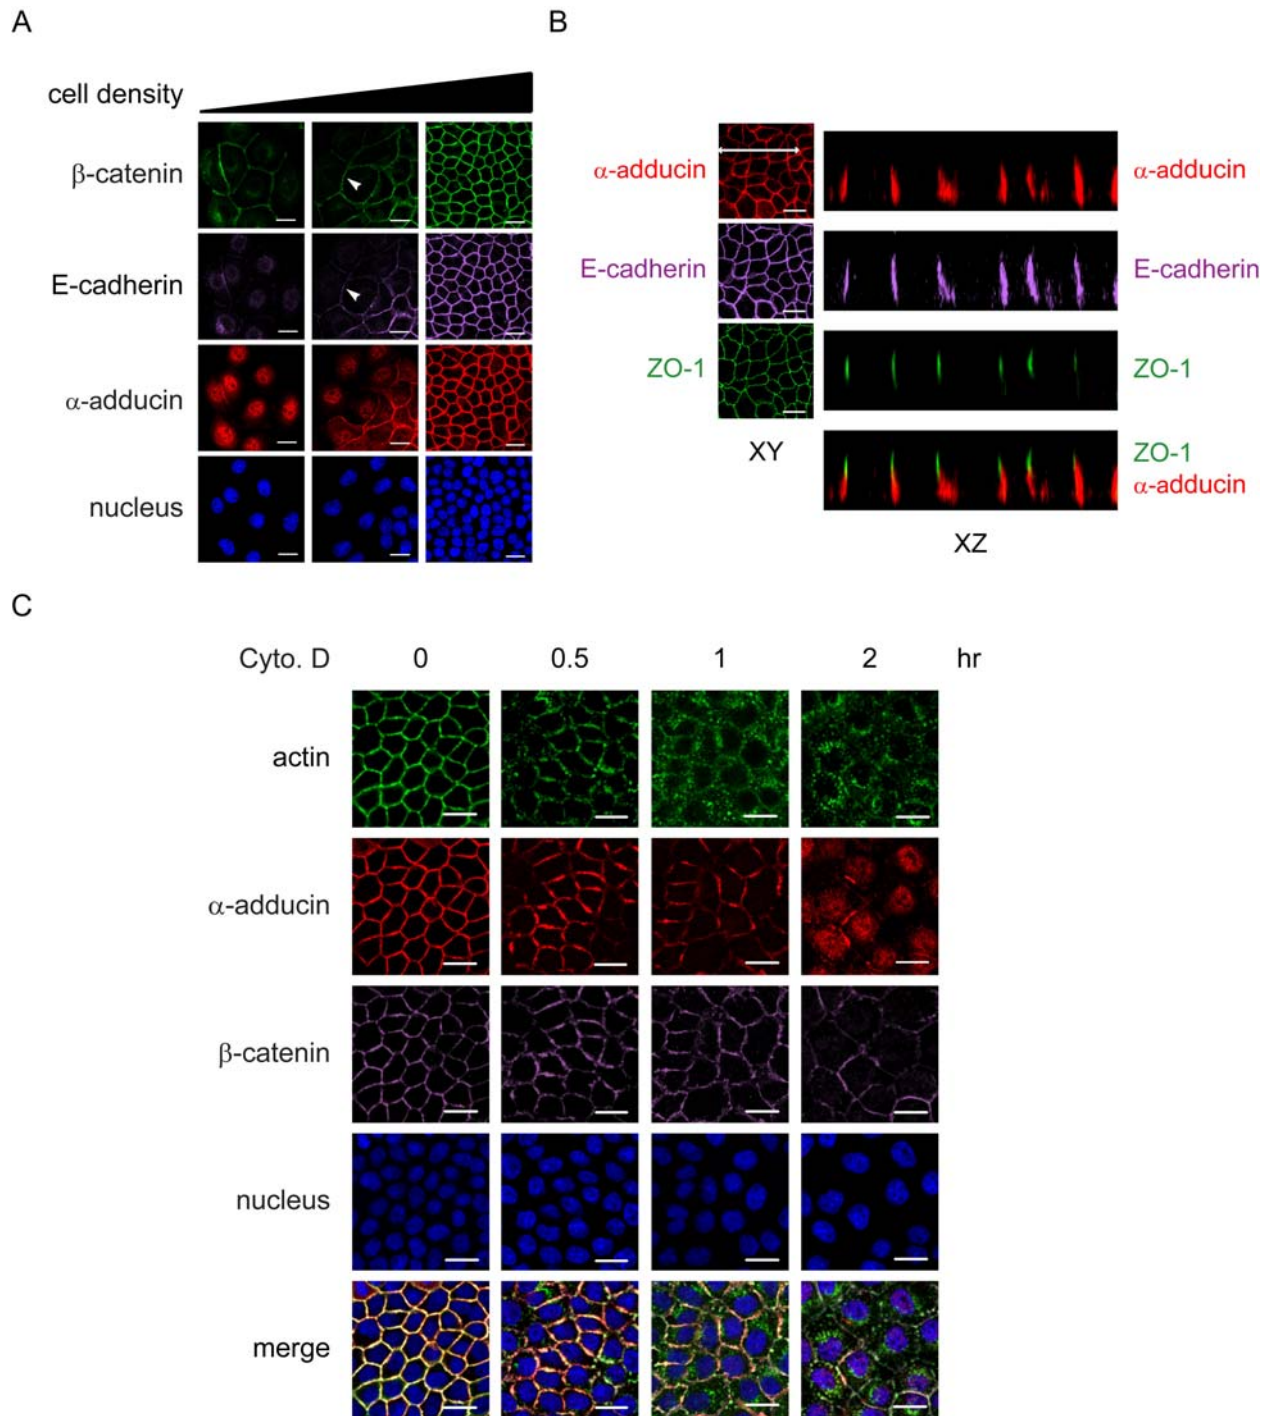 A
cell density
β-catenin
E-cadherin
α-adducin
nucleus
B
α-adducin
E-cadherin
ZO-1
XY
α-adducin
E-cadherin
ZO-1
ZO-1
α-adducin
XZ
C
Cyto. D 0 0.5 1 2 hr
actin
α-adducin
β-catenin
nucleus
merge